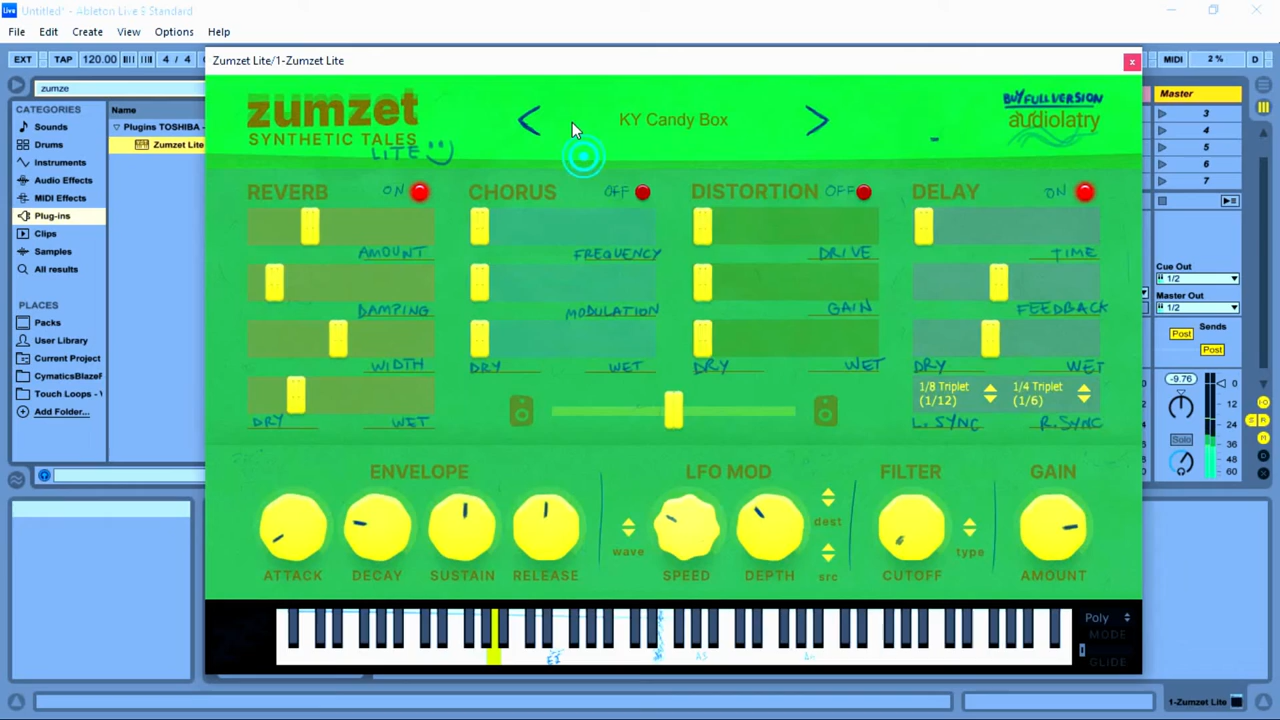 Live Untitled* - Ableton Live 9 Standard
File Edit Create View Options Help
EXT TAP 120.00 4 / 4
MIDI 2 % D
Zumzet Lite/1-Zumzet Lite
x
zumze
CATEGORIES
Sounds
Drums
Instruments
Audio Effects
MIDI Effects
Plug-ins
Clips
Samples
All results
PLACES
Packs
User Library
Current Project
CymaticsBlazeF
Touch Loops - V
Add Folder...
Name
Plugins TOSHIBA -
Zumzet Lite
zumzet
SYNTHETIC TALES
LITE
< KY Candy Box >
BUY FULL VERSION
audiolatry
REVERB ON
AMOUNT
DAMPING
WIDTH
DRY WET
CHORUS OFF
FREQUENCY
MODULATION
DRY WET
DISTORTION OFF
DRIVE
GAIN
DRY WET
DELAY ON
TIME
FEEDBACK
DRY WET
1/8 Triplet 1/4 Triplet
(1/12) (1/6)
L. SYNC R. SYNC
ENVELOPE
ATTACK DECAY SUSTAIN RELEASE
LFO MOD
wave SPEED DEPTH dest src
FILTER
CUTOFF type
GAIN
AMOUNT
Poly
MODE
GLIDE
Master
3
4
5
6
7
Cue Out
1/2
Master Out
1/2
Sends
Post
Post
-9.76
0
12
24
36
48
60
Solo
S
1-Zumzet Lite